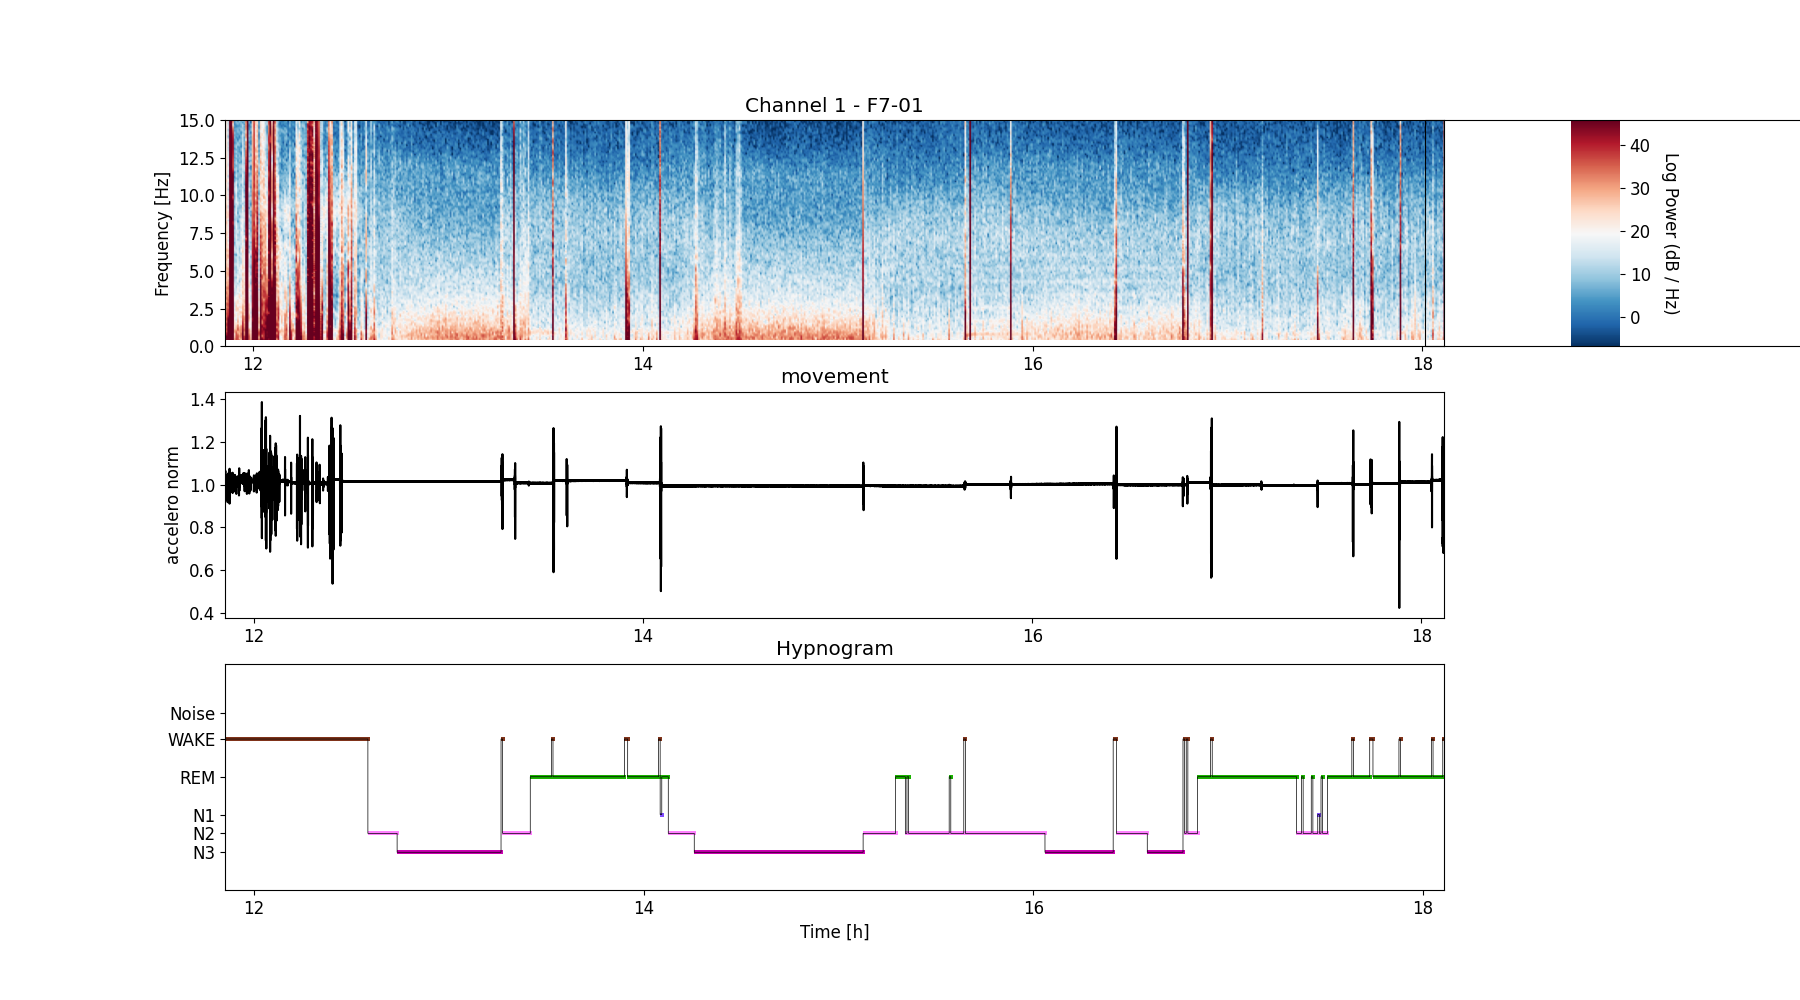 Channel 1 - F7-01
15.0
12.5
10.0
7.5
5.0
2.5
0.0
Frequency [Hz]
12 14 16 18
40
30
20
10
0
Log Power (dB / Hz)
movement
1.4
1.2
1.0
0.8
0.6
0.4
accelero norm
12 14 16 18
Hypnogram
Noise
WAKE
REM
N1
N2
N3
12 14 16 18
Time [h]